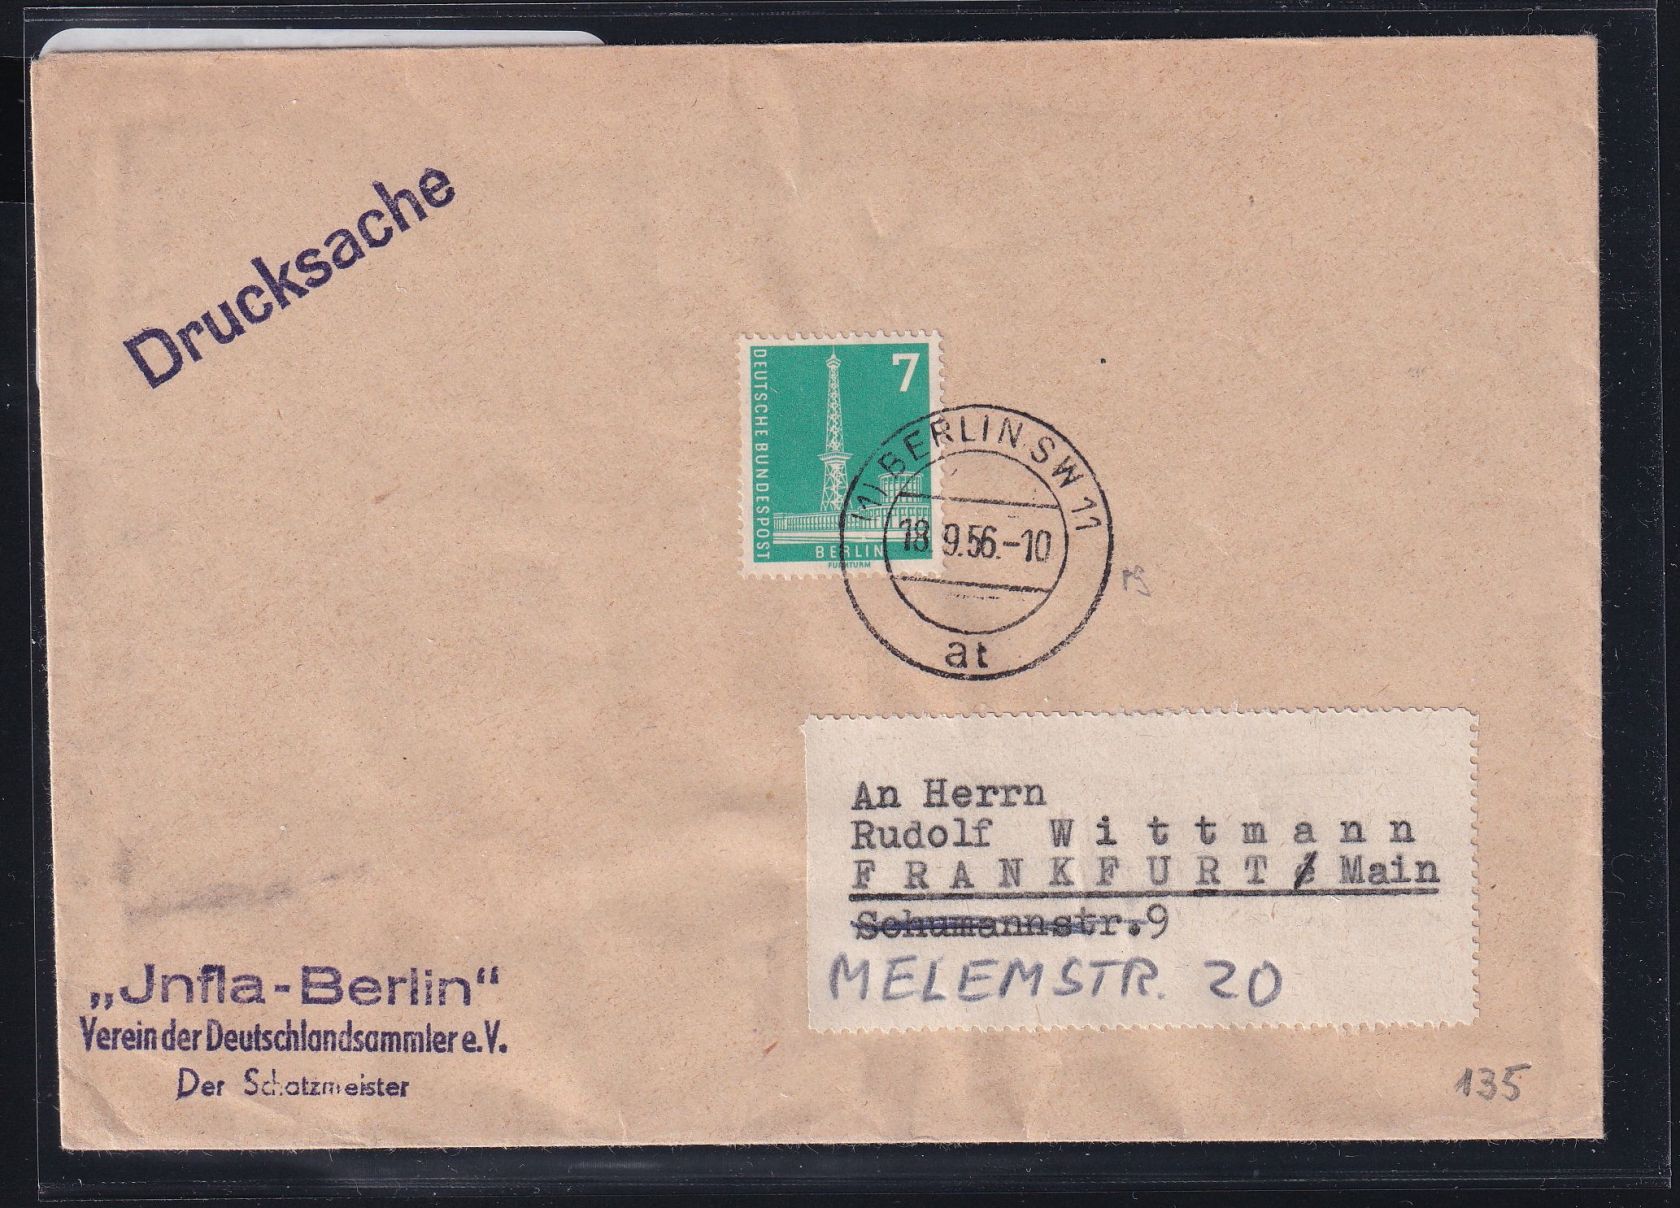 Drucksache
7
DEUTSCHE BUNDESPOST
BERLIN
FUNKTURM
(1) BERLIN SW 11
18.9.56.-10
at
An Herrn
Rudolf Wittmann
FRANKFURT / Main
Schumannstr.9
MELEMSTR. 20
„Jnfla-Berlin“
Verein der Deutschlandsammler e.V.
Der Schatzmeister
135